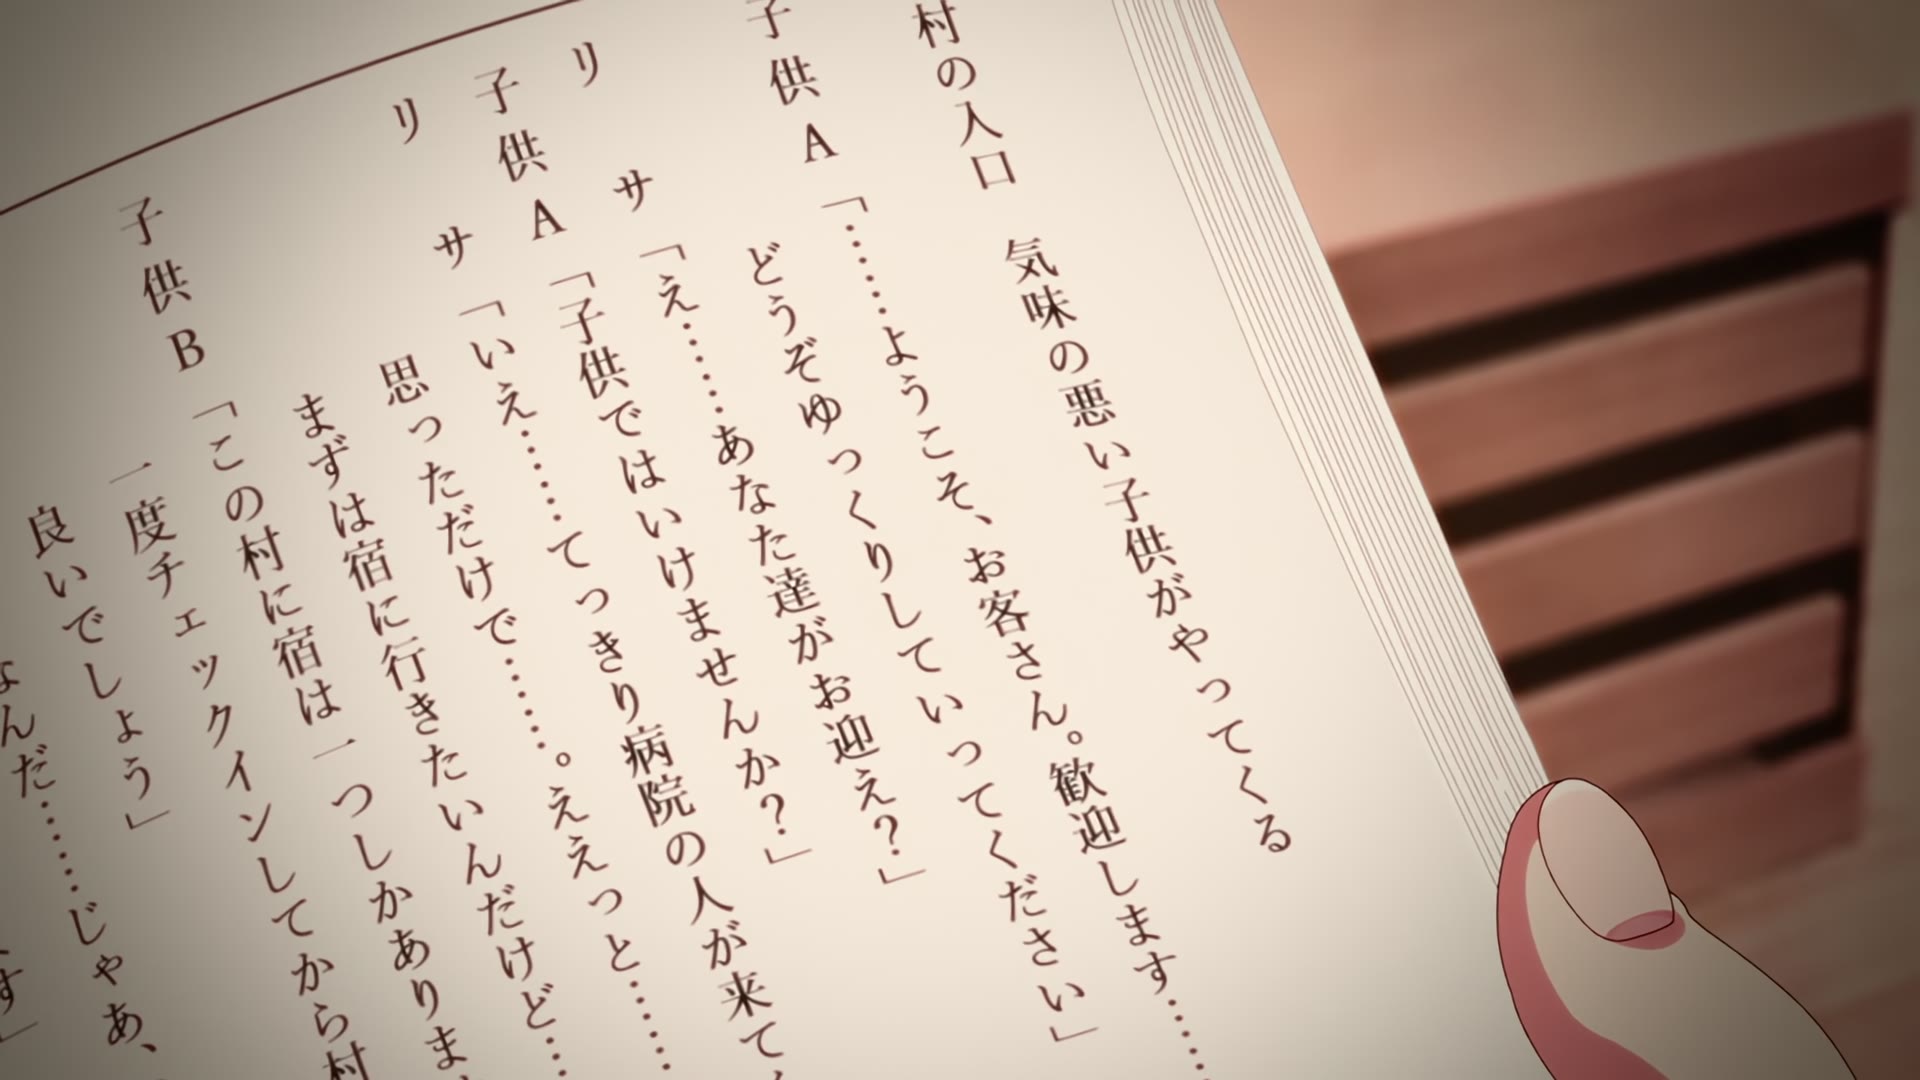 村の入口　気味の悪い子供がやってくる
子供A「……ようこそ、お客さん。歓迎します……
どうぞゆっくりしていってください」
リサ「え……あなた達がお迎え？」
子供A「子供ではいけませんか？」
リサ「いえ……てっきり病院の人が来て
思っただけで……。ええっと……
まずは宿に行きたいんだけど…
子供B「この村に宿は一つしかありま
一度チェックインしてから村
良いでしょう」
なんだ……じゃあ、
す」